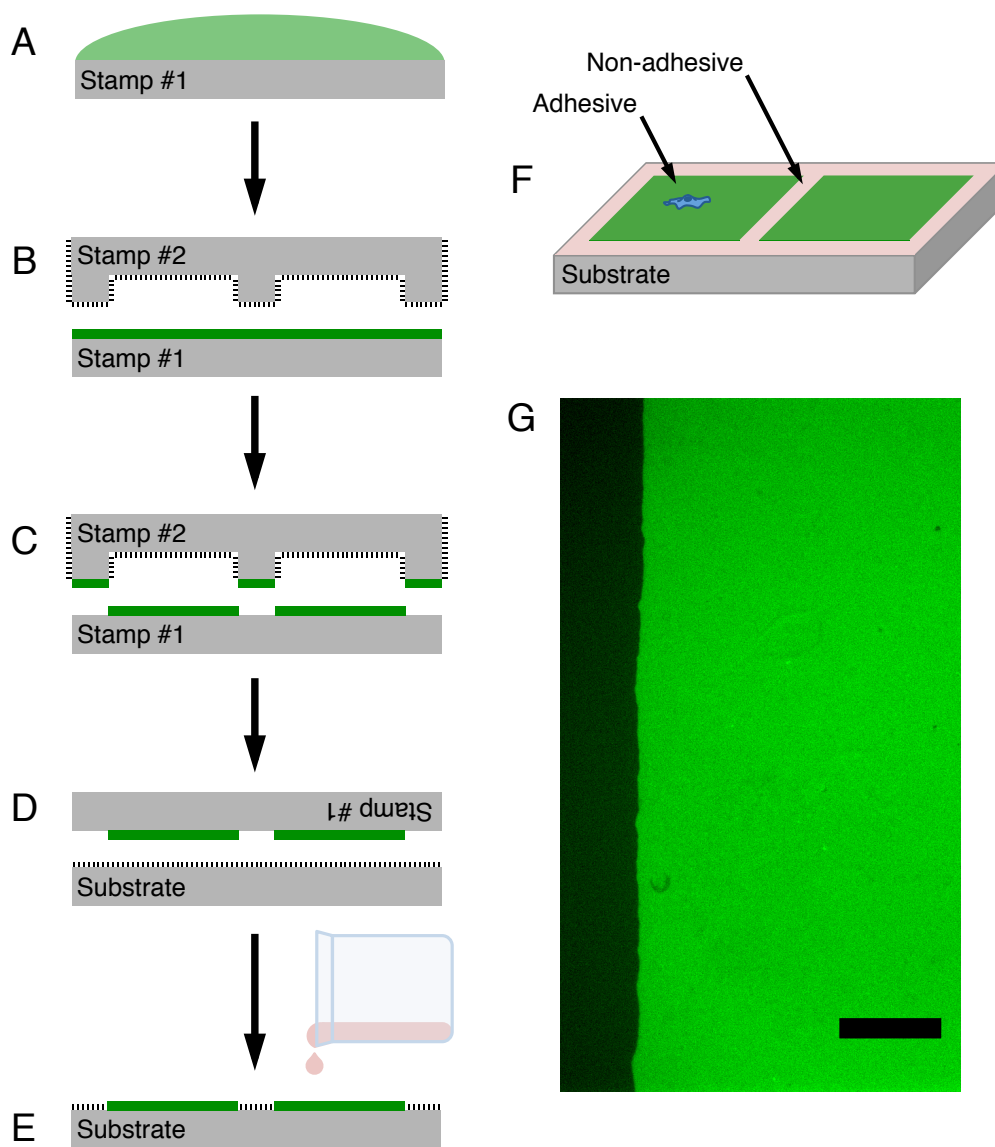 A
Stamp #1
B
Stamp #2
Stamp #1
C
Stamp #2
Stamp #1
D
Stamp #1
Substrate
E
Substrate
Non-adhesive
Adhesive
F
Substrate
G